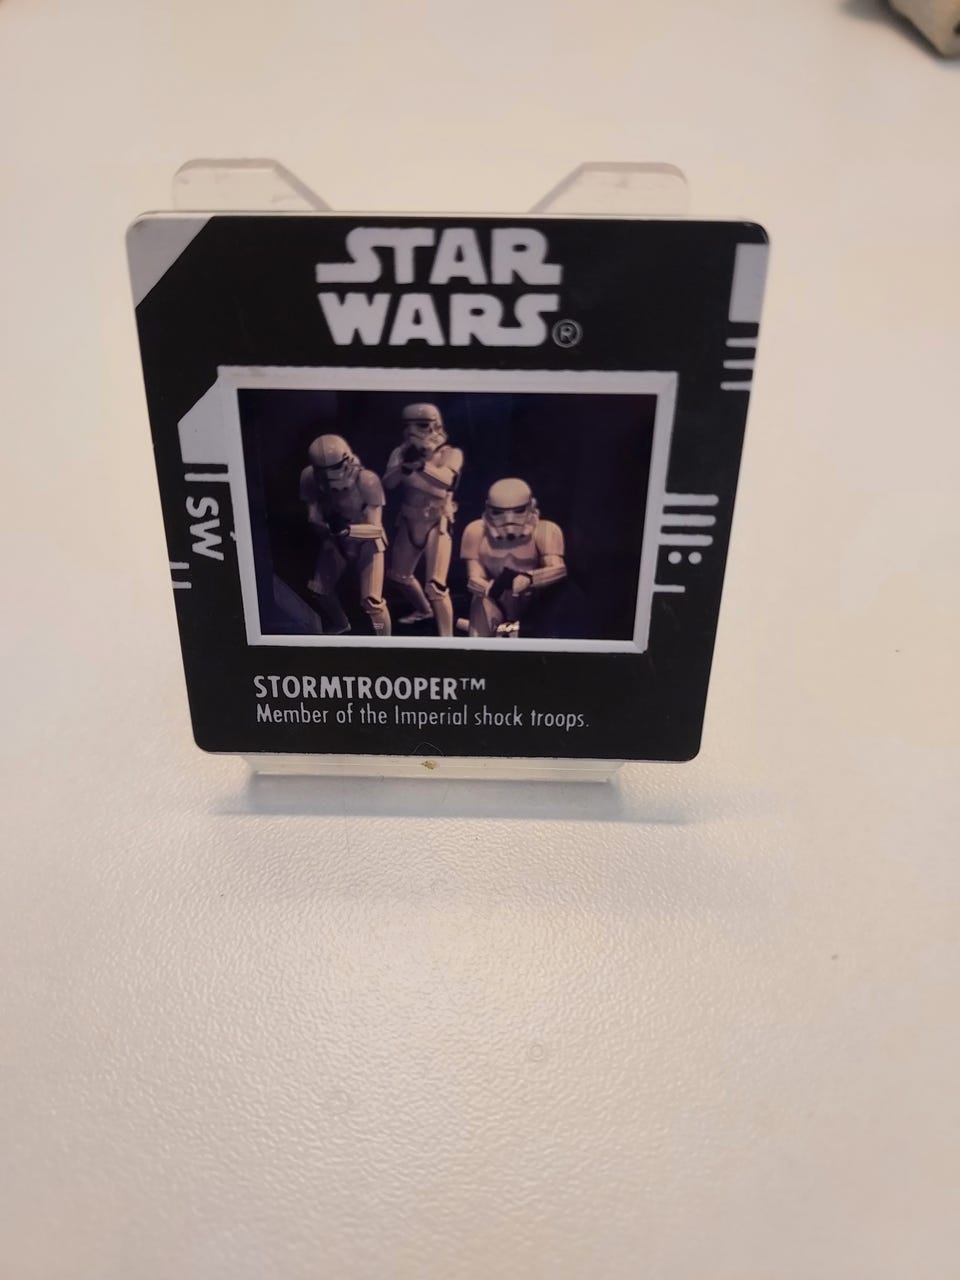 STAR
WARS®
SW
STORMTROOPER™
Member of the Imperial shock troops.